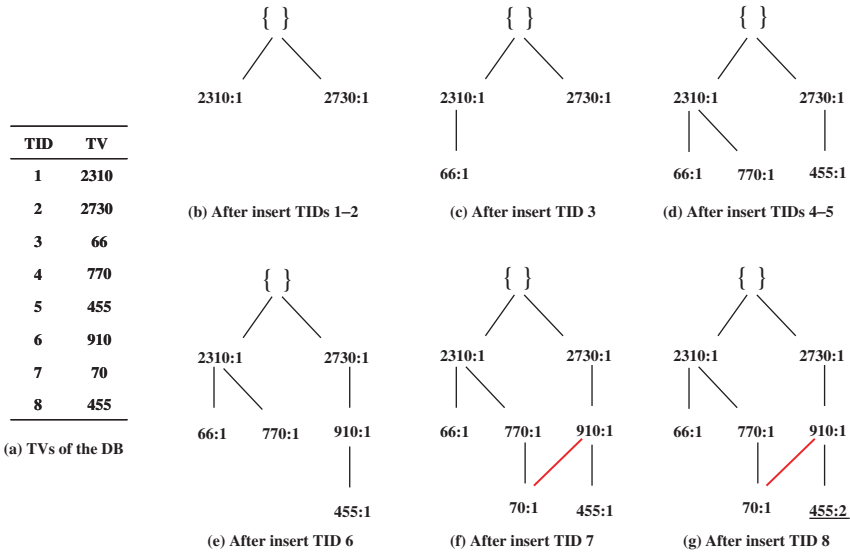 { }
2310:1 2730:1
(b) After insert TIDs 1–2
{ }
2310:1 2730:1
66:1
(c) After insert TID 3
{ }
2310:1 2730:1
66:1 770:1 455:1
(d) After insert TIDs 4–5
TID TV
1 2310
2 2730
3 66
4 770
5 455
6 910
7 70
8 455
(a) TVs of the DB
{ }
2310:1 2730:1
66:1 770:1 910:1
455:1
(e) After insert TID 6
{ }
2310:1 2730:1
66:1 770:1 910:1
70:1 455:1
(f) After insert TID 7
{ }
2310:1 2730:1
66:1 770:1 910:1
70:1 455:2
(g) After insert TID 8